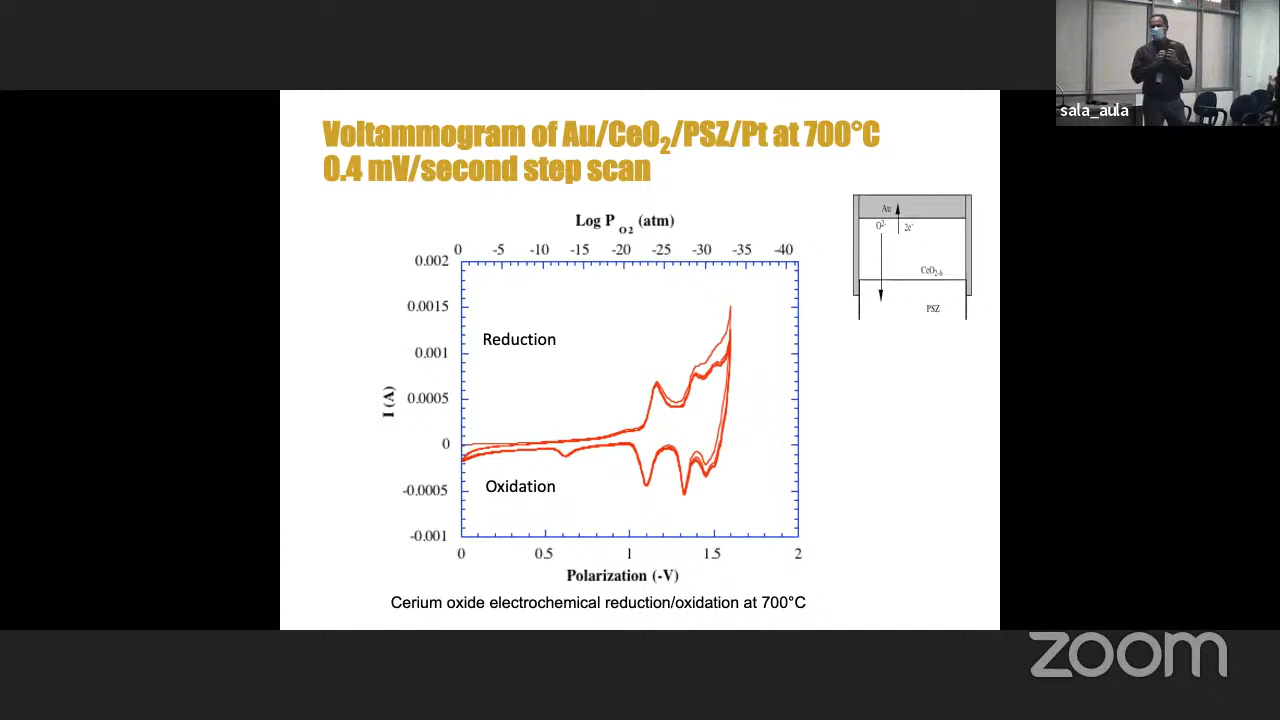 sala_aula
Voltammogram of Au/CeO₂/PSZ/Pt at 700°C
0.4 mV/second step scan
Log P O2 (atm)
0 -5 -10 -15 -20 -25 -30 -35 -40
0.002
0.0015
0.001
0.0005
0
-0.0005
-0.001
I (A)
Reduction
Oxidation
0 0.5 1 1.5 2
Polarization (-V)
Au
O²⁻ 2e⁻
CeO₂₋δ
PSZ
Cerium oxide electrochemical reduction/oxidation at 700°C
zoom